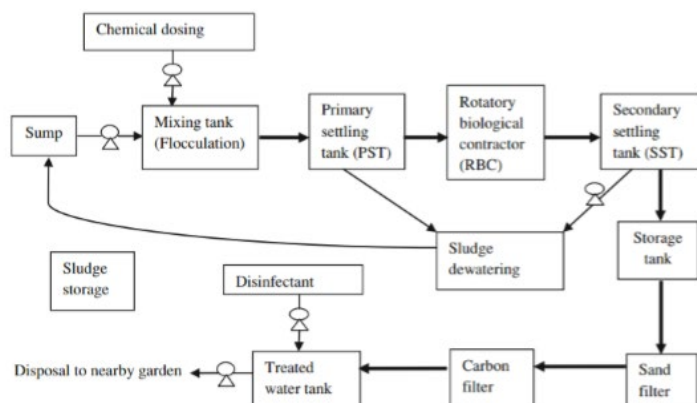 Chemical dosing
Sump
Mixing tank
(Flocculation)
Primary
settling
tank (PST)
Rotatory
biological
contractor
(RBC)
Secondary
settling
tank (SST)
Sludge
storage
Sludge
dewatering
Storage
tank
Disinfectant
Disposal to nearby garden
Treated
water tank
Carbon
filter
Sand
filter